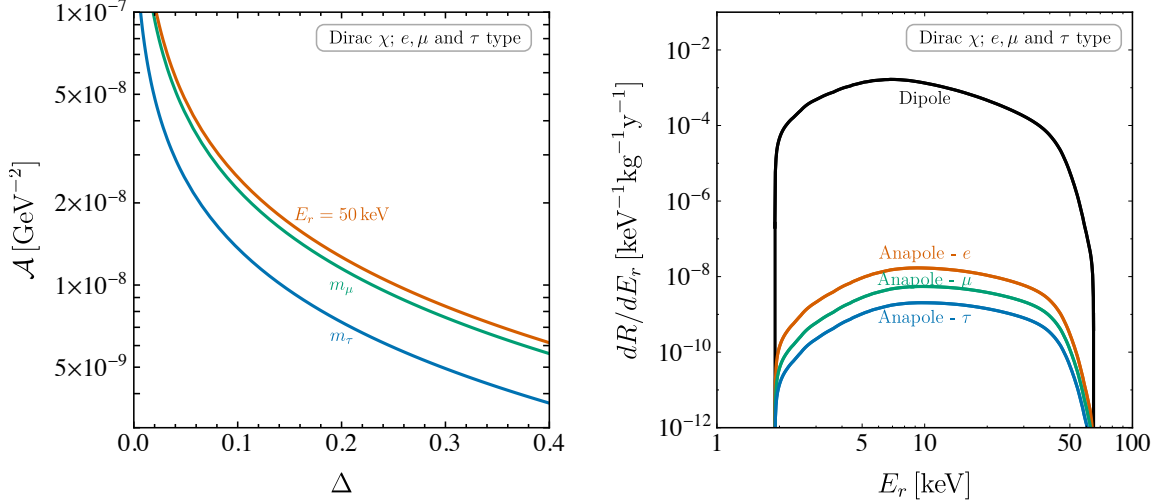 Dirac χ; e, μ and τ type
𝒜 [GeV⁻²]
1×10⁻⁷
5×10⁻⁸
2×10⁻⁸
1×10⁻⁸
5×10⁻⁹
E_r = 50 keV
m_μ
m_τ
0.0 0.1 0.2 0.3 0.4
Δ
Dirac χ; e, μ and τ type
dR/dE_r [keV⁻¹kg⁻¹y⁻¹]
10⁻²
10⁻⁴
10⁻⁶
10⁻⁸
10⁻¹⁰
10⁻¹²
Dipole
Anapole - e
Anapole - μ
Anapole - τ
1 5 10 50 100
E_r [keV]